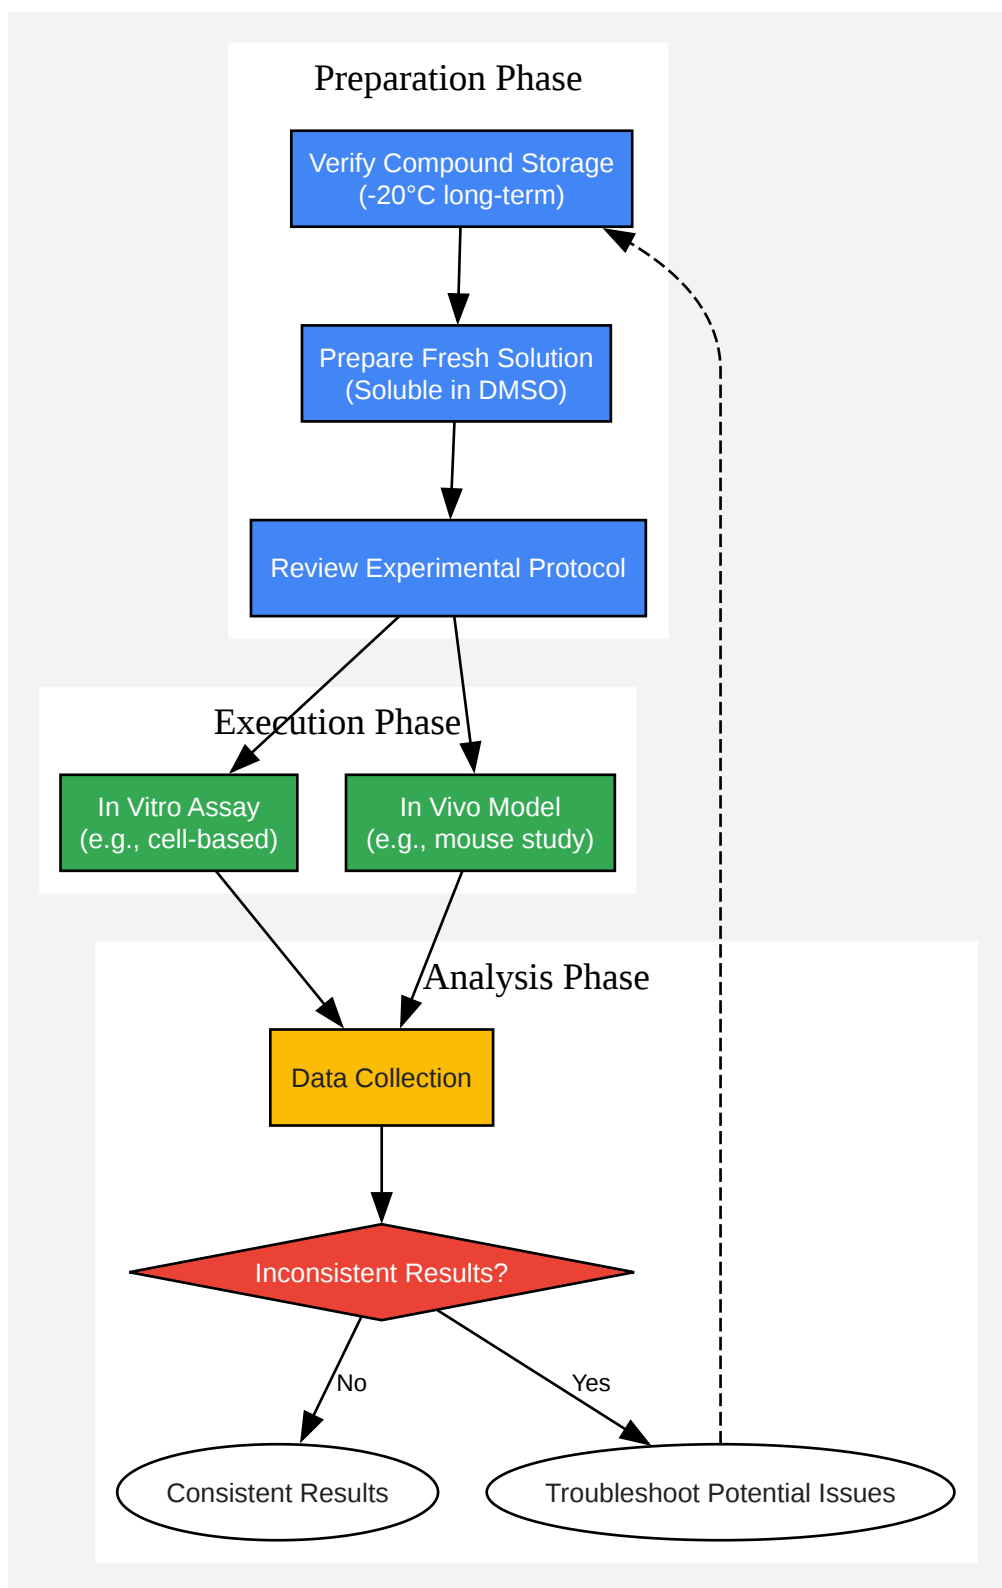 Preparation Phase
Verify Compound Storage
(-20°C long-term)
Prepare Fresh Solution
(Soluble in DMSO)
Review Experimental Protocol
Execution Phase
In Vitro Assay
(e.g., cell-based)
In Vivo Model
(e.g., mouse study)
Analysis Phase
Data Collection
Inconsistent Results?
No
Yes
Consistent Results
Troubleshoot Potential Issues